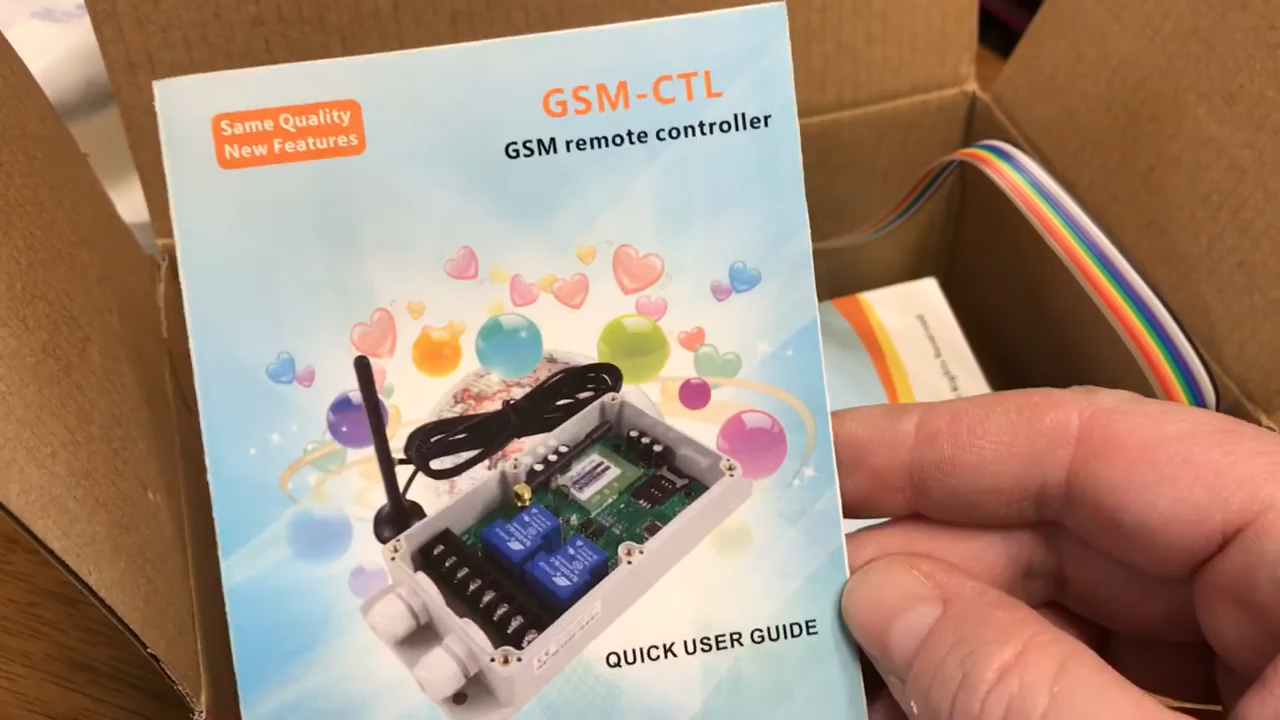 Same Quality
New Features
GSM-CTL
GSM remote controller
QUICK USER GUIDE